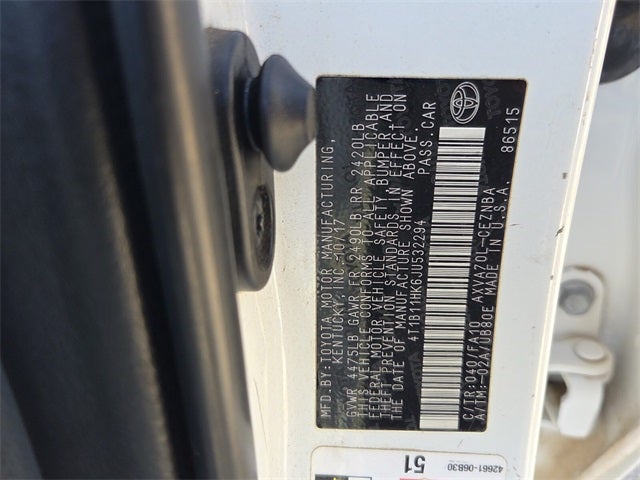 MFD.BY:TOYOTA MOTOR MANUFACTURING,
KENTUCKY, INC. 10/17
GVWR 4475LB GAWR FR 2490LB RR 2420LB
THIS VEHICLE CONFORMS TO ALL APPLICABLE
FEDERAL MOTOR VEHICLE SAFETY, BUMPER AND
THEFT PREVENTION STANDARDS IN EFFECT ON
THE DATE OF MANUFACTURE SHOWN ABOVE.
4T1B11HK6JU532294 PASS.CAR
C/TR:040/FA10 AXVA70L-CEZNBA
A/TM:-02A/UB80E MADE IN U.S.A.
86515
51
42661-06B30